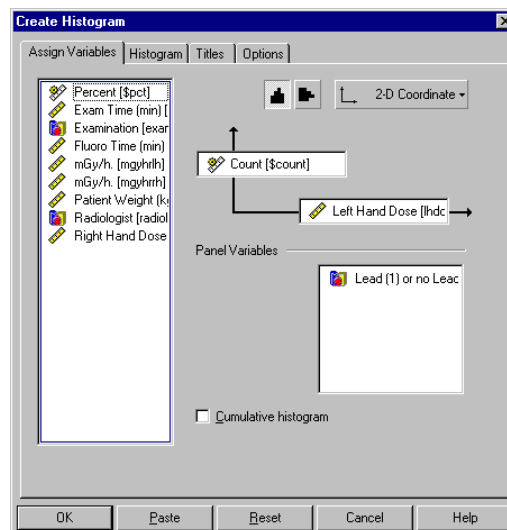 Create Histogram
Assign Variables Histogram Titles Options
Percent [$pct]
Exam Time (min) [
Examination [exar
Fluoro Time (min)
mGy/h. [mgyhrlh]
mGy/h. [mgyhrrh]
Patient Weight (k
Radiologist [radiol
Right Hand Dose
2-D Coordinate
Count [$count]
Left Hand Dose [lhdc
Panel Variables
Lead (1) or no Leac
Cumulative histogram
OK Paste Reset Cancel Help